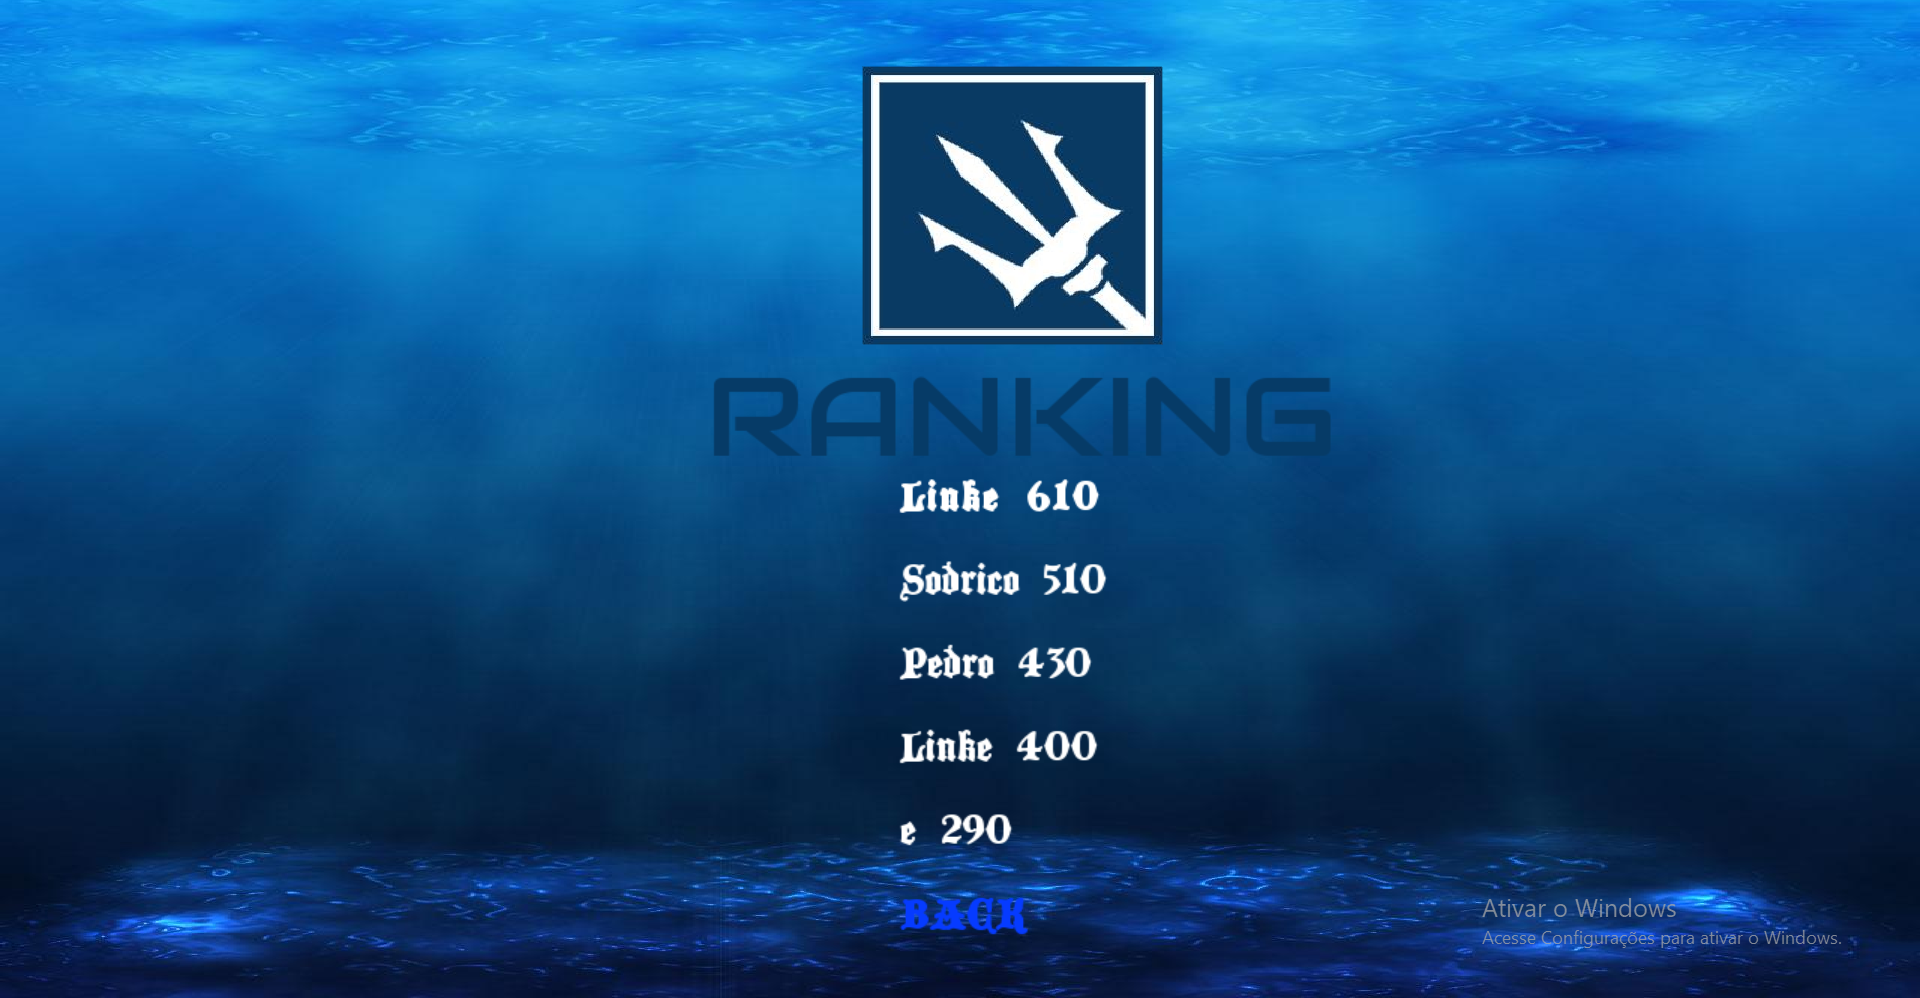 RANKING
Linke 610
Sodrico 510
Pedro 430
Linke 400
e 290
BACK
Ativar o Windows
Acesse Configurações para ativar o Windows.